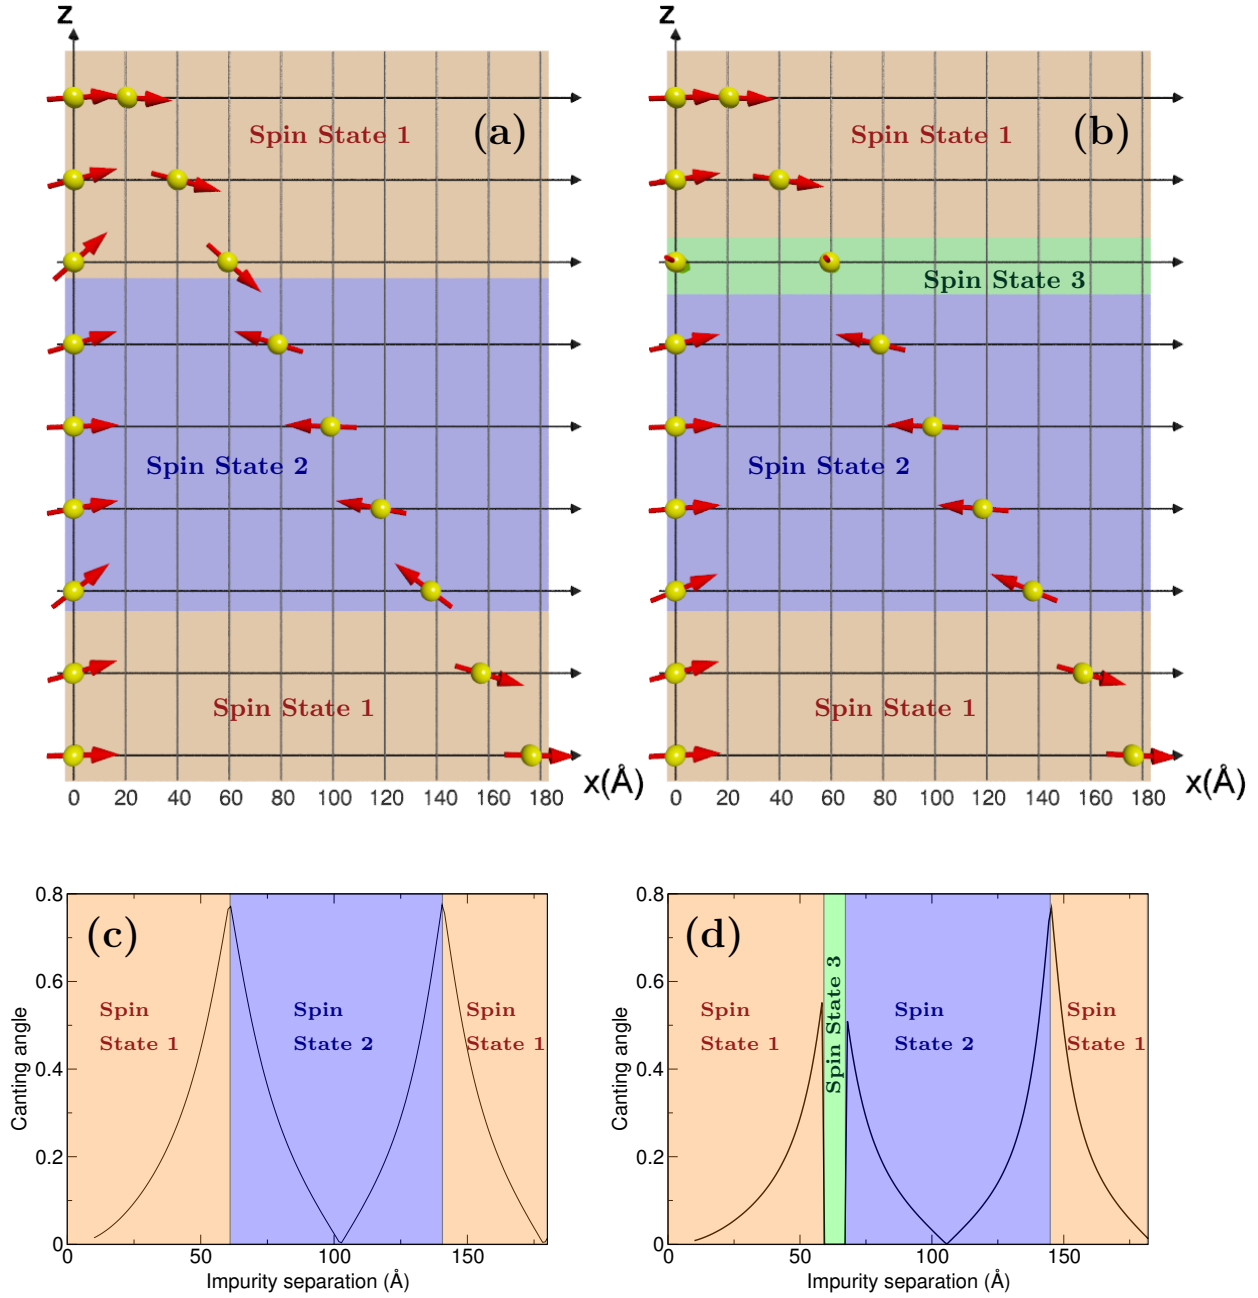 z
z
Spin State 1
(a)
Spin State 1
(b)
Spin State 3
Spin State 2
Spin State 2
Spin State 1
Spin State 1
0 20 40 60 80 100 120 140 160 180
x(Å)
0 20 40 60 80 100 120 140 160 180
x(Å)
0.8
0.6
0.4
0.2
0
Canting angle
(c)
Spin
State 1
Spin
State 2
Spin
State 1
0 50 100 150
Impurity separation (Å)
0.8
0.6
0.4
0.2
0
Canting angle
(d)
Spin
State 1
Spin State 3
Spin
State 2
Spin
State 1
0 50 100 150
Impurity separation (Å)